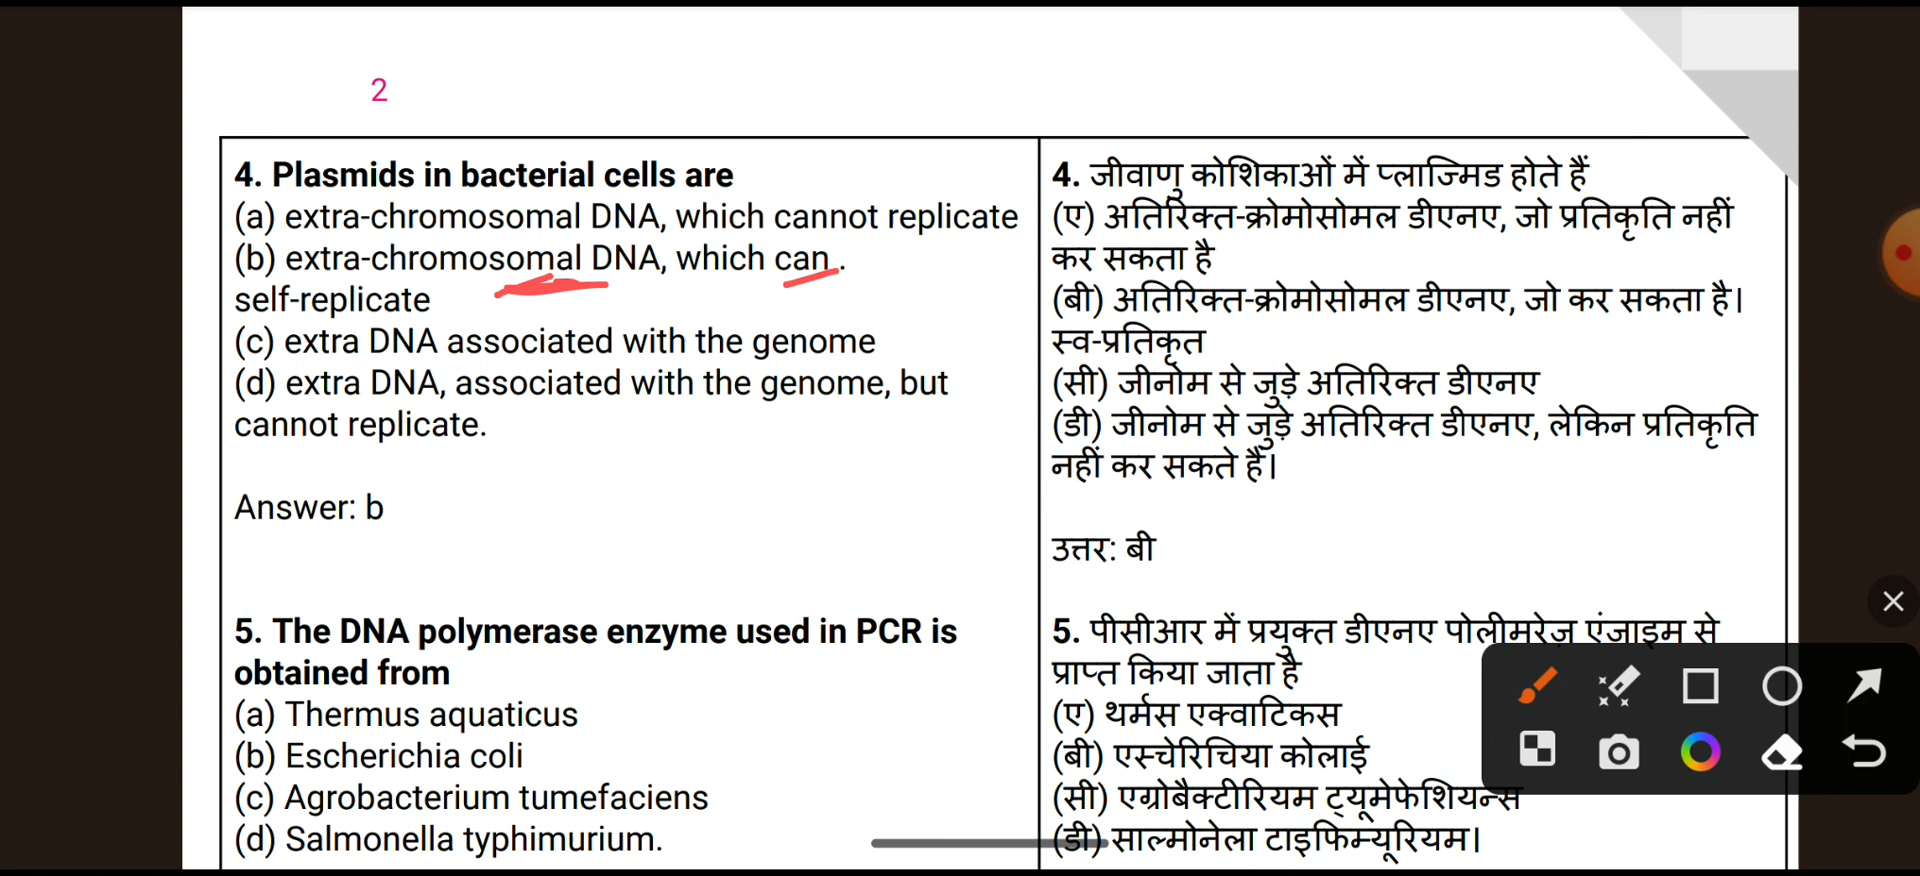 2
4. Plasmids in bacterial cells are
(a) extra-chromosomal DNA, which cannot replicate
(b) extra-chromosomal DNA, which can .
self-replicate
(c) extra DNA associated with the genome
(d) extra DNA, associated with the genome, but
cannot replicate.
Answer: b
5. The DNA polymerase enzyme used in PCR is
obtained from
(a) Thermus aquaticus
(b) Escherichia coli
(c) Agrobacterium tumefaciens
(d) Salmonella typhimurium.
4. जीवाणु कोशिकाओं में प्लाज्मिड होते हैं
(ए) अतिरिक्त-क्रोमोसोमल डीएनए, जो प्रतिकृति नहीं
कर सकता है
(बी) अतिरिक्त-क्रोमोसोमल डीएनए, जो कर सकता है।
स्व-प्रतिकृत
(सी) जीनोम से जुड़े अतिरिक्त डीएनए
(डी) जीनोम से जुड़े अतिरिक्त डीएनए, लेकिन प्रतिकृति
नहीं कर सकते हैं।
उत्तर: बी
5. पीसीआर में प्रयुक्त डीएनए पोलीमरेज़ एंजाइम से
प्राप्त किया जाता है
(ए) थर्मस एक्वाटिकस
(बी) एस्चेरिचिया कोलाई
(सी) एग्रोबैक्टीरियम ट्यूमेफेशियन्स
(डी) साल्मोनेला टाइफिम्यूरियम।